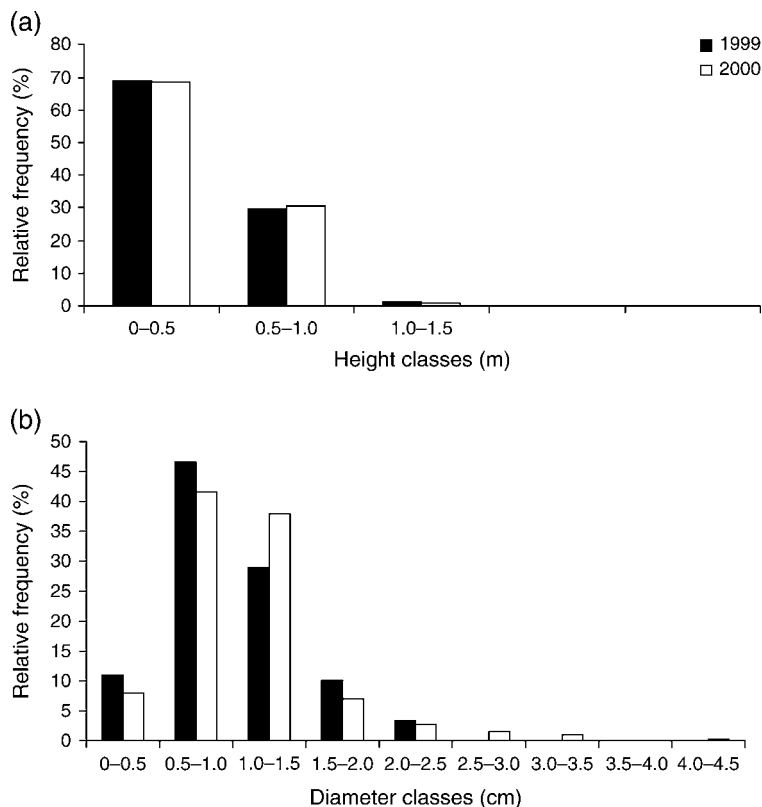 (a)
1999
2000
80
70
60
50
40
30
20
10
0
Relative frequency (%)
0–0.5 0.5–1.0 1.0–1.5
Height classes (m)
(b)
50
45
40
35
30
25
20
15
10
5
0
Relative frequency (%)
0–0.5 0.5–1.0 1.0–1.5 1.5–2.0 2.0–2.5 2.5–3.0 3.0–3.5 3.5–4.0 4.0–4.5
Diameter classes (cm)